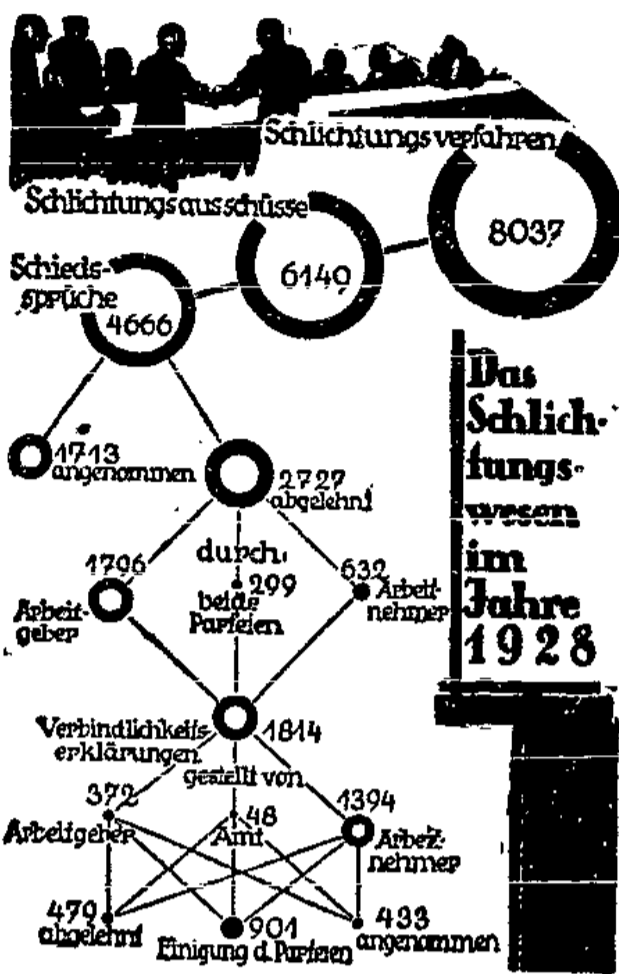 Schlichtungsverfahren
8037
Schlichtungsausschüsse
6149
Schieds-
sprüche
4666
Das
Schlich-
tungs-
wesen
im
Jahre
1928
1713
angenommen
2727
abgelehnt
durch:
1796
Arbeit-
geber
299
beide
Parteien
632
Arbeit-
nehmer
Verbindlichkeits
erklärungen
1814
gestellt von
372
Arbeitgeber
48
Amt
1394
Arbeit-
nehmer
479
abgelehnt
901
Einigung d. Parteien
433
angenommen